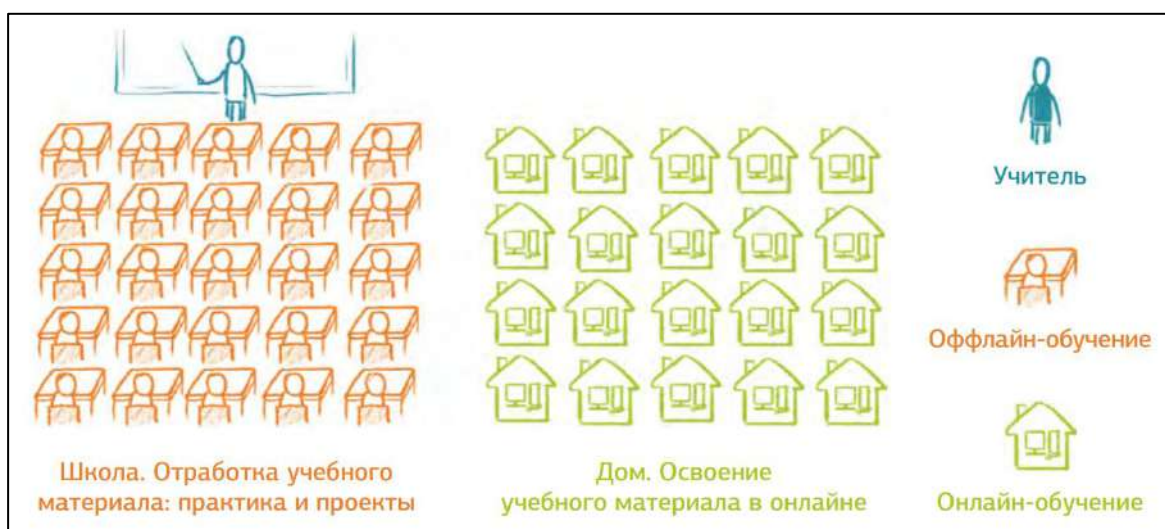 Школа. Отработка учебного
материала: практика и проекты
Дом. Освоение
учебного материала в онлайне
Учитель
Оффлайн-обучение
Онлайн-обучение